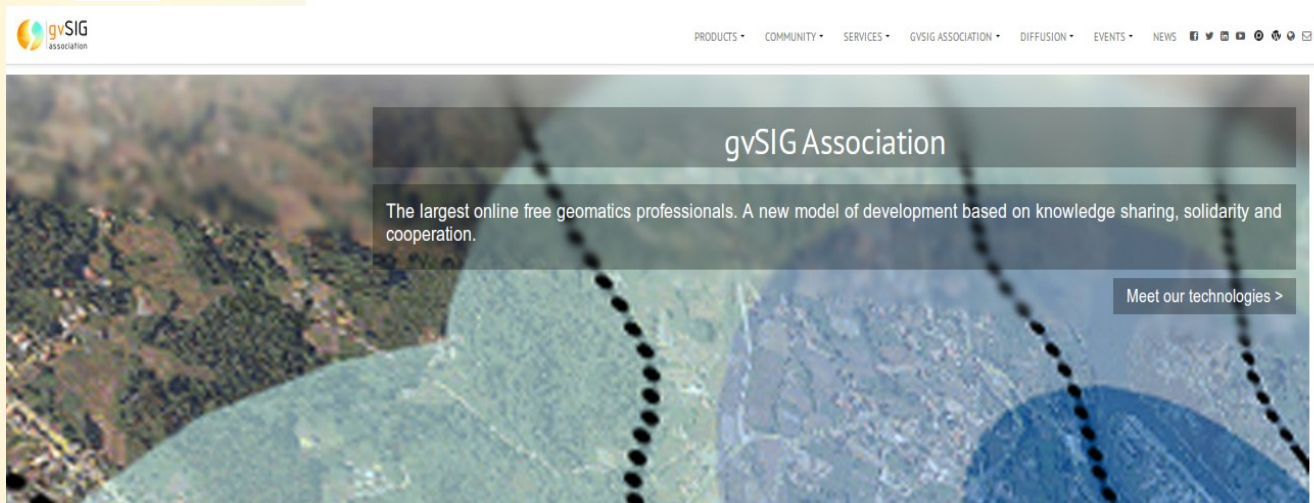 gvSIG
association
PRODUCTS COMMUNITY SERVICES GVSIG ASSOCIATION DIFFUSION EVENTS NEWS
gvSIG Association
The largest online free geomatics professionals. A new model of development based on knowledge sharing, solidarity and
cooperation.
Meet our technologies >